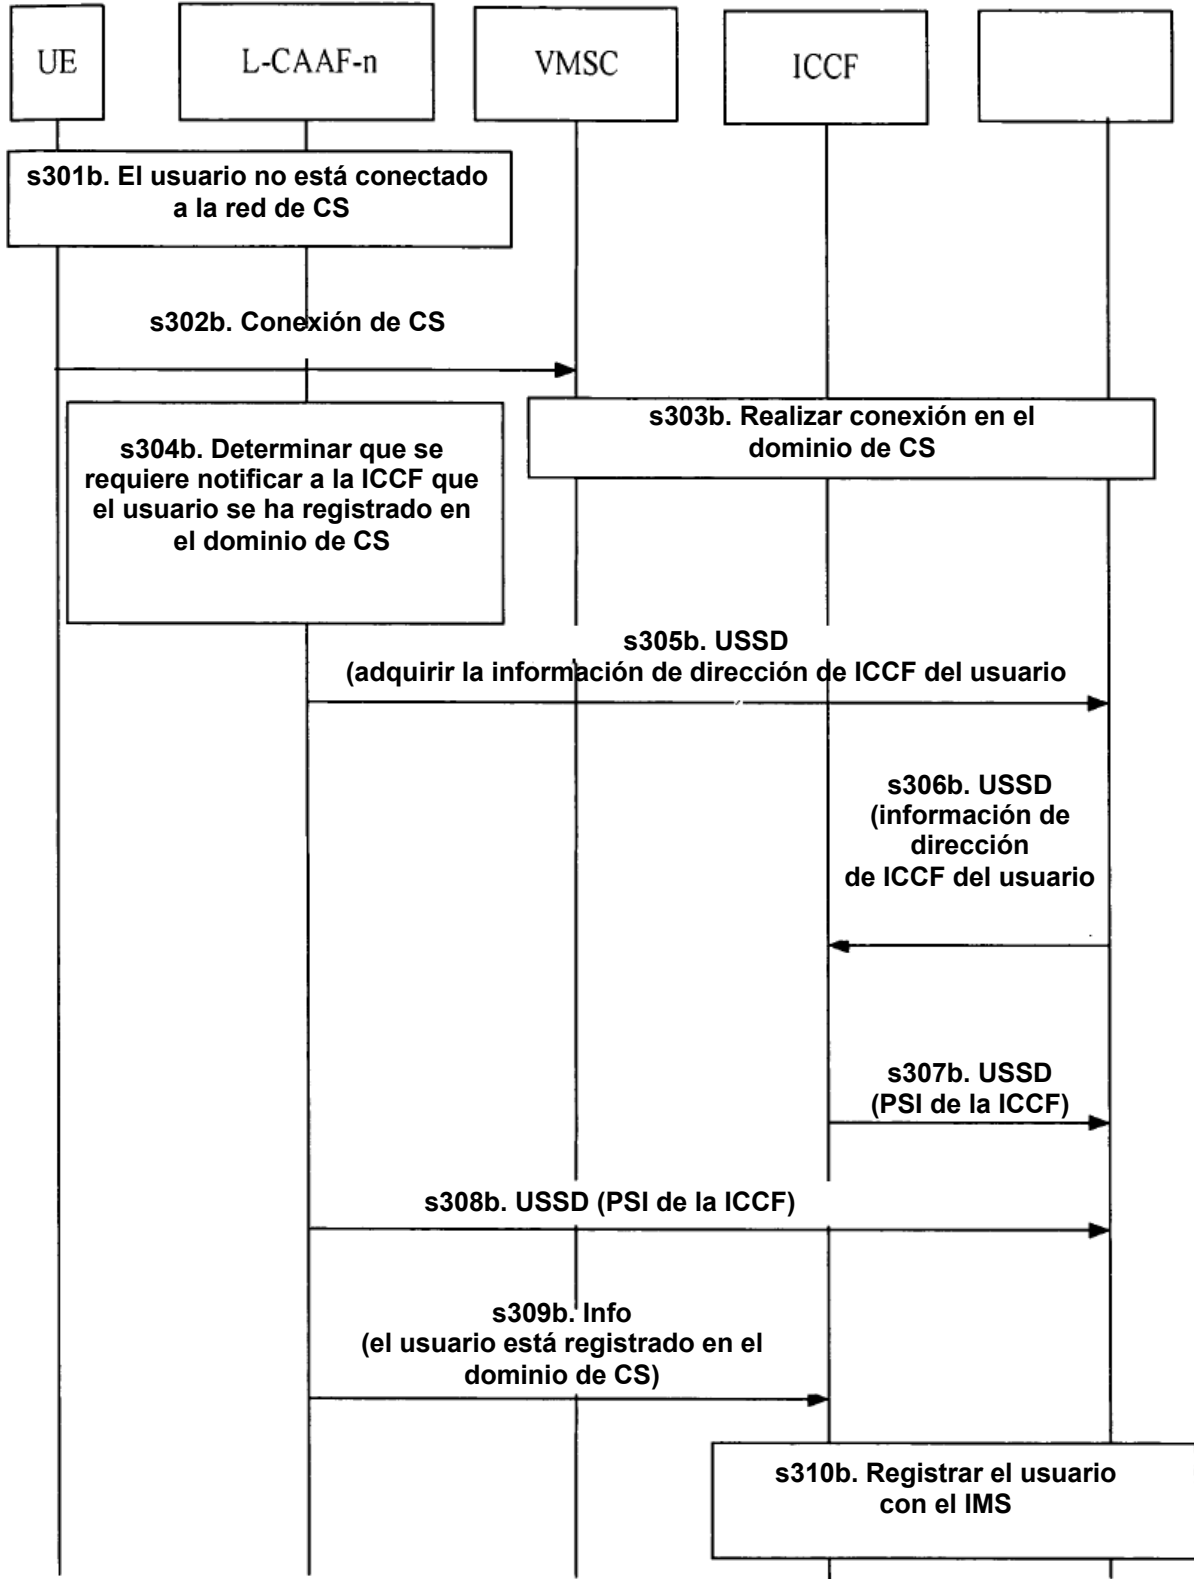 UE
L-CAAF-n
VMSC
ICCF
s301b. El usuario no está conectado
a la red de CS
s302b. Conexión de CS
s303b. Realizar conexión en el
dominio de CS
s304b. Determinar que se
requiere notificar a la ICCF que
el usuario se ha registrado en
el dominio de CS
s305b. USSD
(adquirir la información de dirección de ICCF del usuario
s306b. USSD
(información de
dirección
de ICCF del usuario
s307b. USSD
(PSI de la ICCF)
s308b. USSD (PSI de la ICCF)
s309b. Info
(el usuario está registrado en el
dominio de CS)
s310b. Registrar el usuario
con el IMS